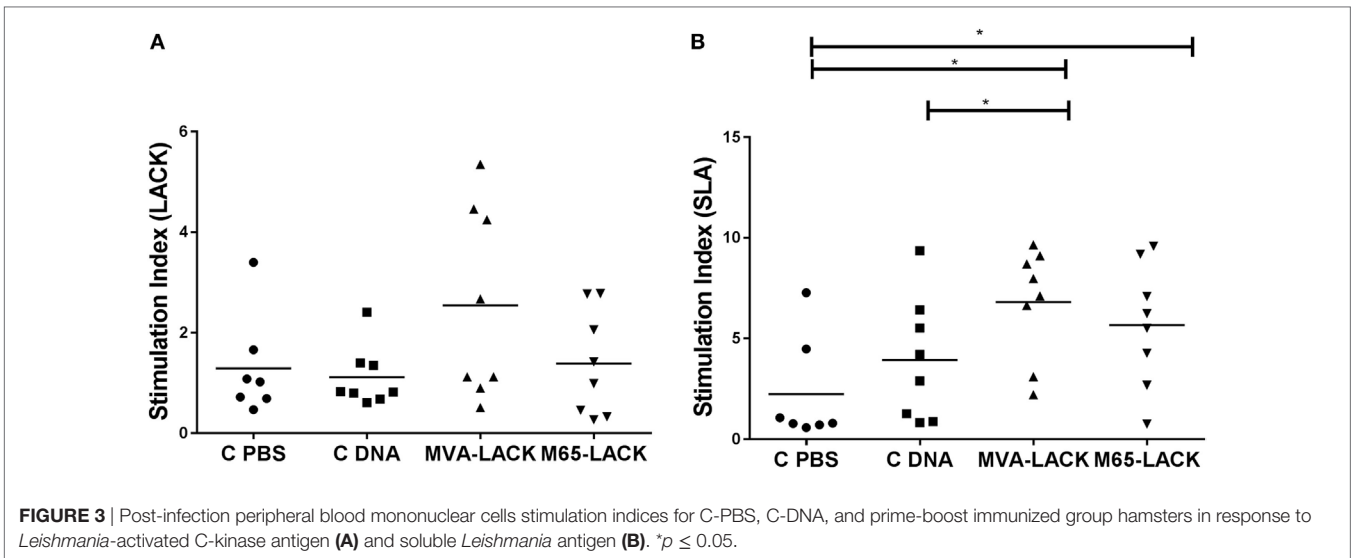 A
B
*
*
*
6
4
2
0
Stimulation Index (LACK)
C PBS C DNA MVA-LACK M65-LACK
15
10
5
0
Stimulation Index (SLA)
C PBS C DNA MVA-LACK M65-LACK
FIGURE 3 | Post-infection peripheral blood mononuclear cells stimulation indices for C-PBS, C-DNA, and prime-boost immunized group hamsters in response to
Leishmania-activated C-kinase antigen (A) and soluble Leishmania antigen (B). *p ≤ 0.05.